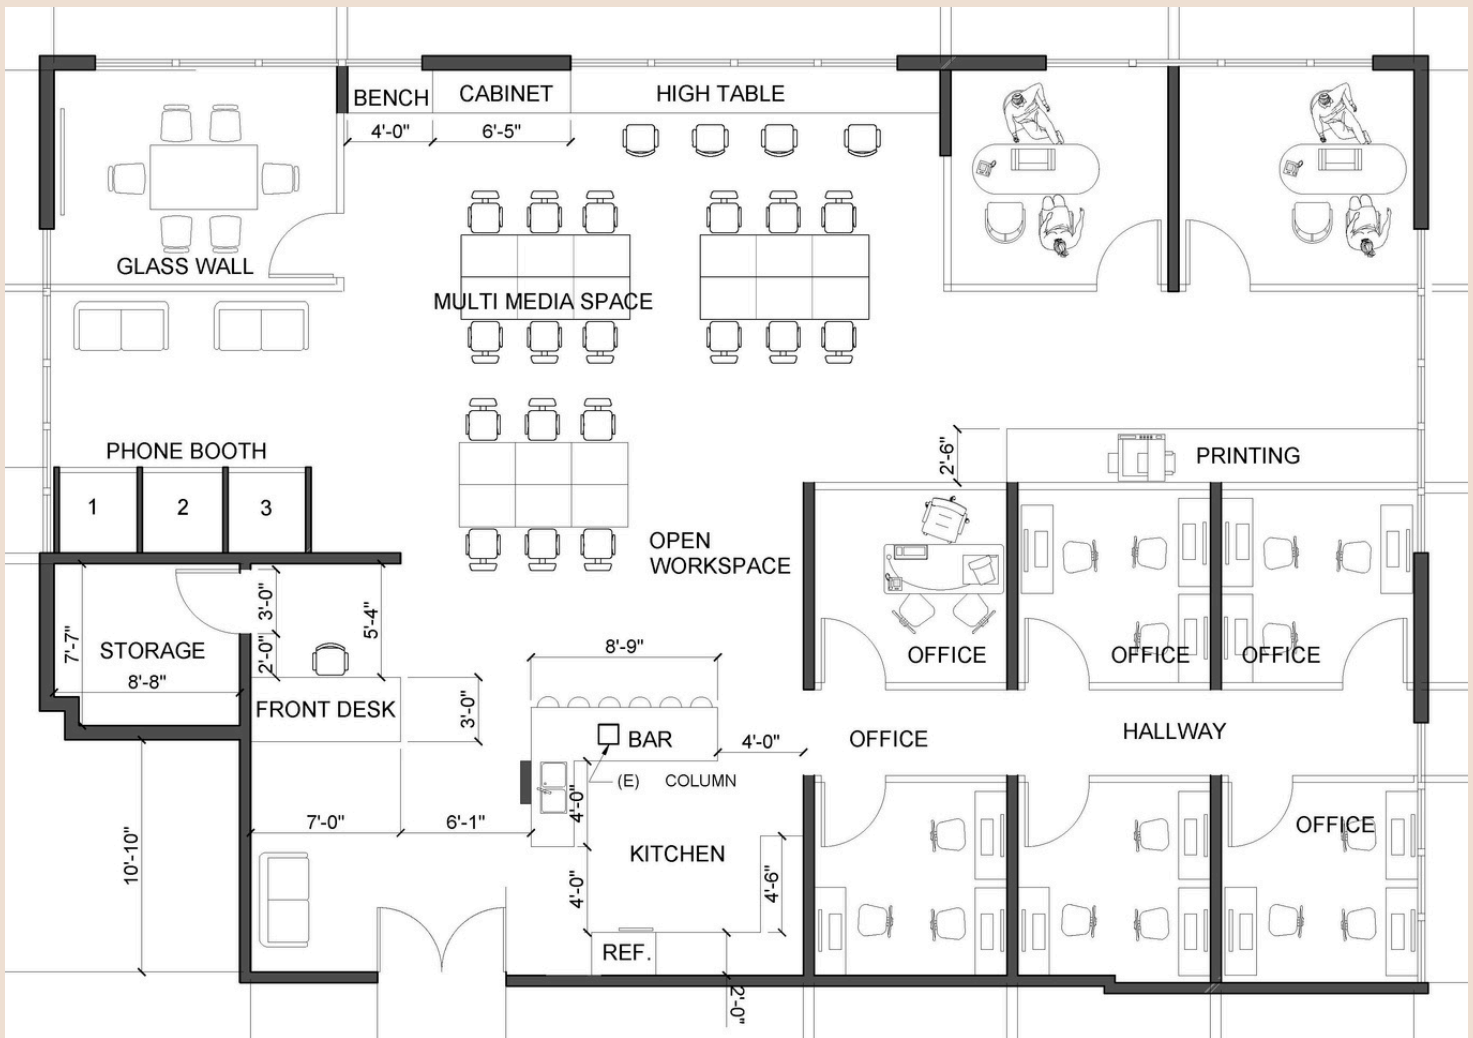 BENCH
CABINET
HIGH TABLE
4'-0"
6'-5"
GLASS WALL
MULTI MEDIA SPACE
PHONE BOOTH
1
2
3
2'-6"
PRINTING
OPEN
WORKSPACE
7'-7"
STORAGE
8'-8"
3'-0"
2'-0"
5'-4"
FRONT DESK
3'-0"
8'-9"
OFFICE
OFFICE
OFFICE
BAR
4'-0"
OFFICE
HALLWAY
(E) COLUMN
4'-0"
7'-0"
6'-1"
OFFICE
10'-10"
KITCHEN
4'-0"
4'-6"
REF.
2'-0"